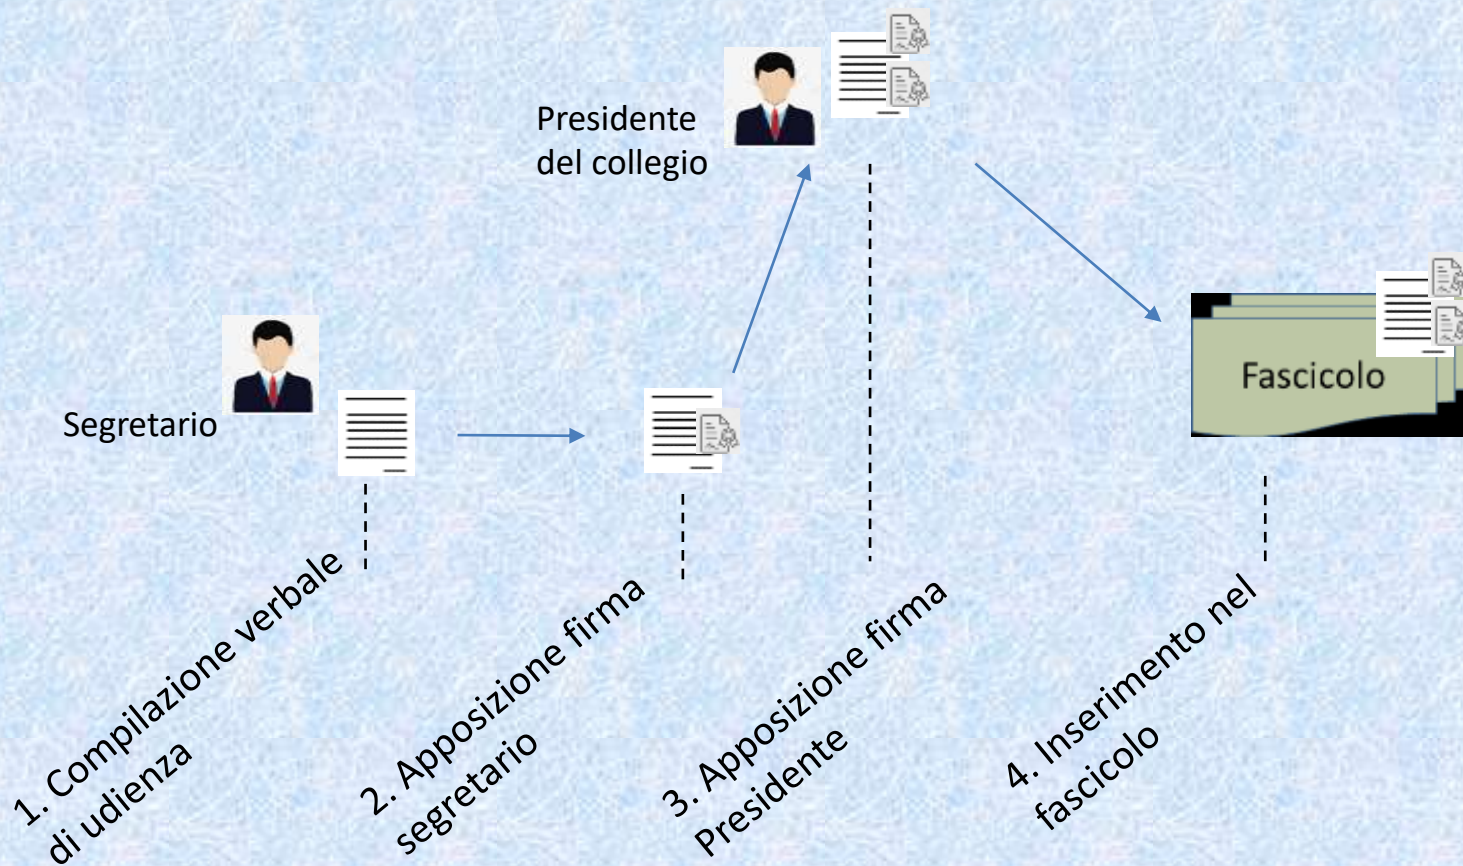 Presidente
del collegio
Segretario
Fascicolo
1. Compilazione verbale
di udienza
2. Apposizione firma
segretario
3. Apposizione firma
Presidente
4. Inserimento nel
fascicolo